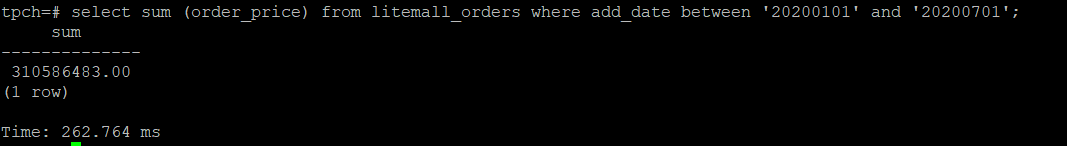 tpch=# select sum (order_price) from litemall_orders where add_date between '20200101' and '20200701';
     sum
--------------
 310586483.00
(1 row)

Time: 262.764 ms